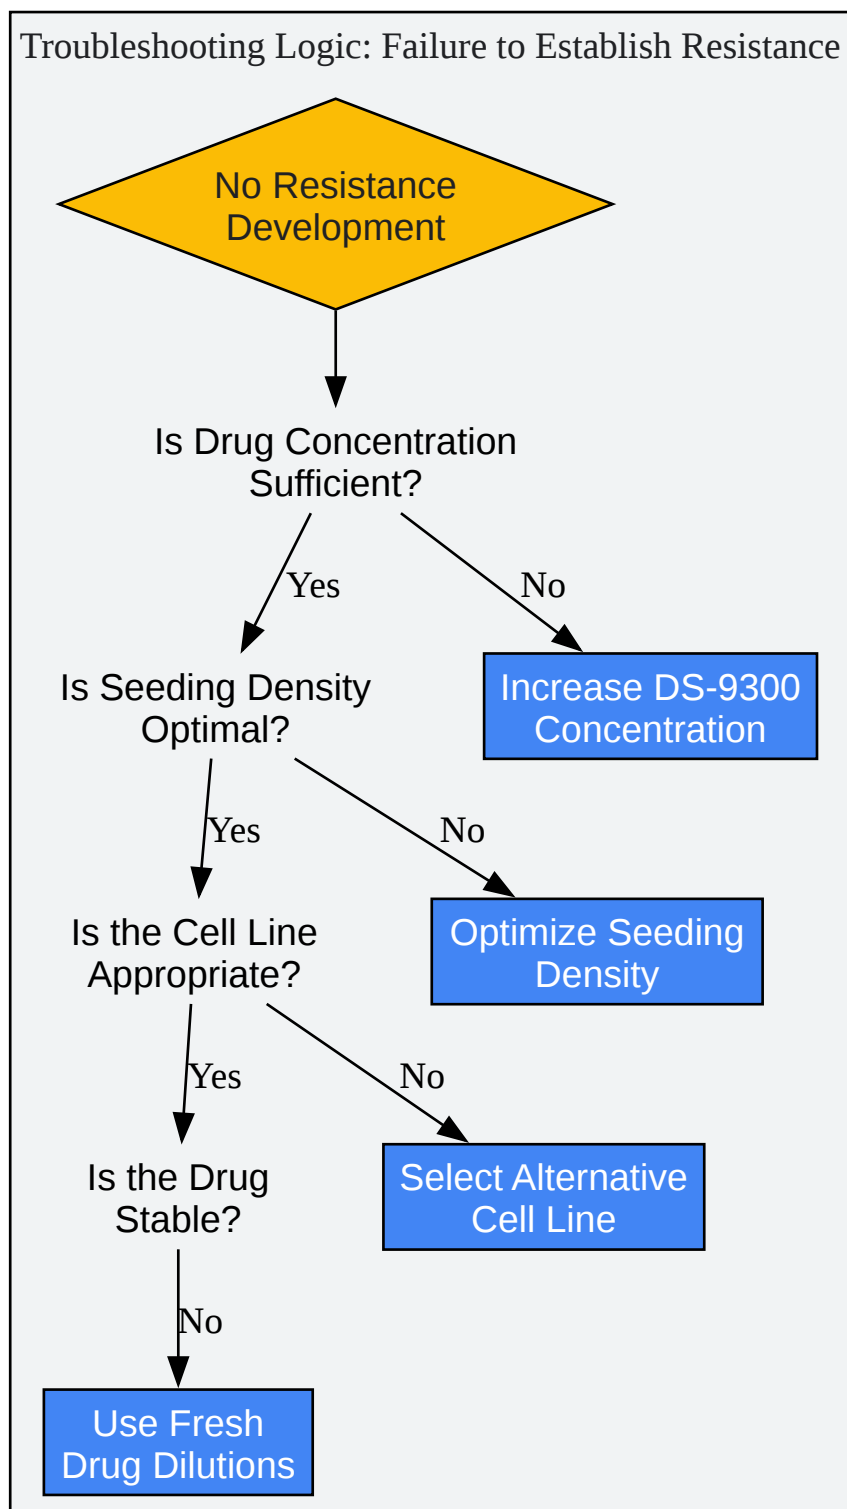 Troubleshooting Logic: Failure to Establish Resistance
No Resistance
Development
Is Drug Concentration
Sufficient?
Yes
No
Is Seeding Density
Optimal?
Increase DS-9300
Concentration
Yes
No
Is the Cell Line
Appropriate?
Optimize Seeding
Density
Yes
No
Is the Drug
Stable?
Select Alternative
Cell Line
No
Use Fresh
Drug Dilutions